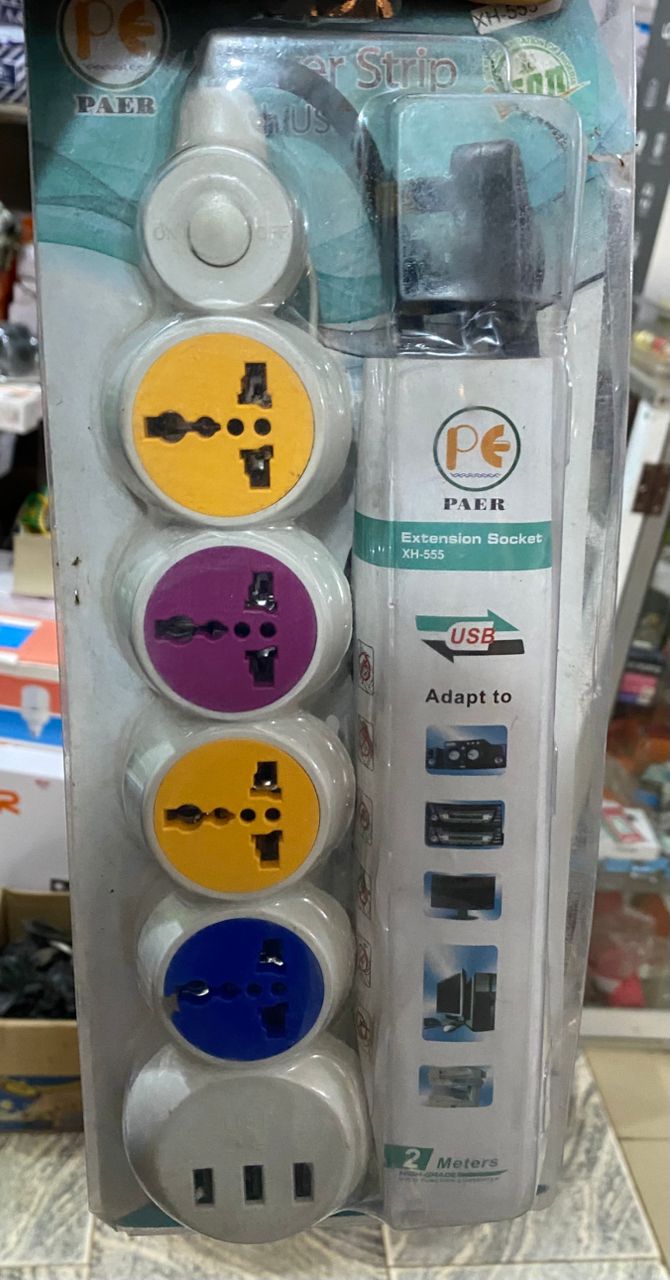 XH-555
PE
PAER
er Strip
US
ON
OFF
PE
PAER
Extension Socket
XH-555
USB
Adapt to
2 Meters